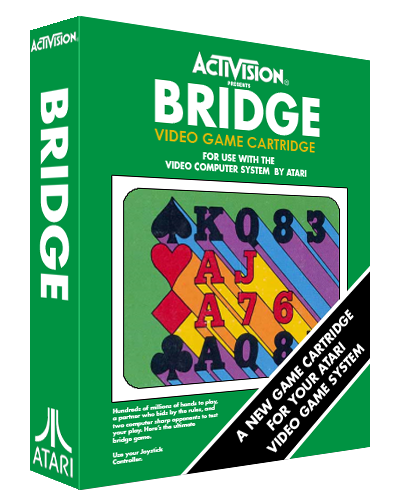 ACTIVISION
BRIDGE
ATARI
ACTIVISION®
PRESENTS
BRIDGE
VIDEO GAME CARTRIDGE
FOR USE WITH THE
VIDEO COMPUTER SYSTEM BY ATARI
K Q 8 3
A J
A 7 6
A Q 8
Hundreds of millions of hands to play,
a partner who bids by the rules, and
two computer sharp opponents to test
your play. Here's the ultimate
bridge game.
Use your Joystick
Controller.
A NEW GAME CARTRIDGE
FOR YOUR ATARI
VIDEO GAME SYSTEM